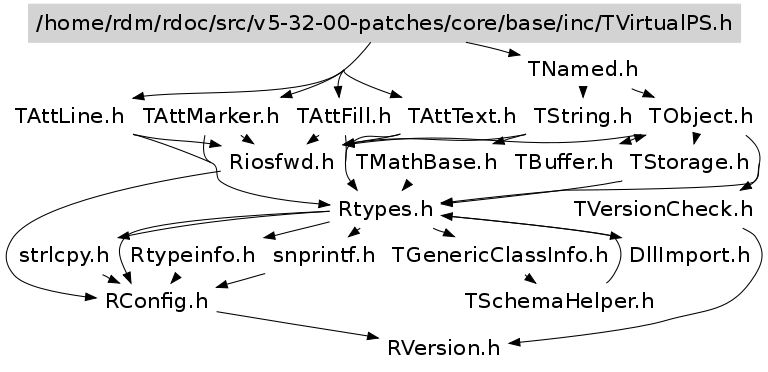 /home/rdm/rdoc/src/v5-32-00-patches/core/base/inc/TVirtualPS.h
TNamed.h
TAttLine.h TAttMarker.h TAttFill.h TAttText.h TString.h TObject.h
Riosfwd.h TMathBase.h TBuffer.h TStorage.h
Rtypes.h TVersionCheck.h
strlcpy.h Rtypeinfo.h snprintf.h TGenericClassInfo.h DllImport.h
RConfig.h TSchemaHelper.h
RVersion.h